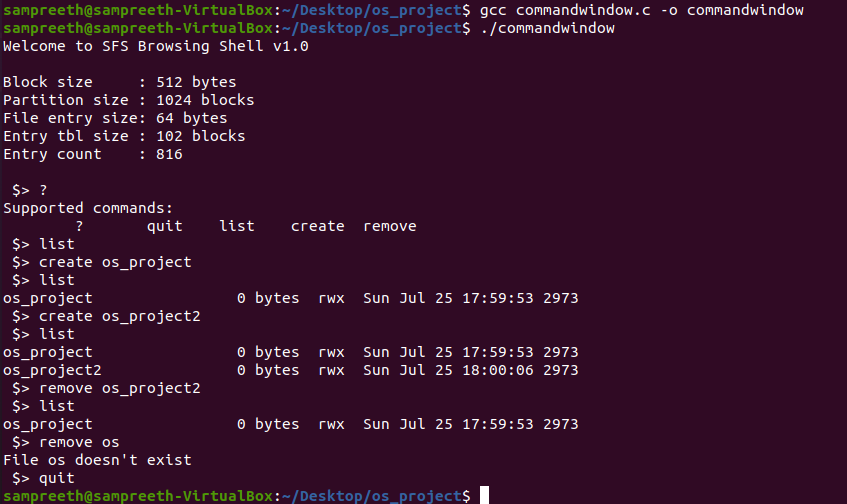 sampreeth@sampreeth-VirtualBox:~/Desktop/os_project$ gcc commandwindow.c -o commandwindow
sampreeth@sampreeth-VirtualBox:~/Desktop/os_project$ ./commandwindow
Welcome to SFS Browsing Shell v1.0

Block size     : 512 bytes
Partition size : 1024 blocks
File entry size: 64 bytes
Entry tbl size : 102 blocks
Entry count    : 816

 $> ?
Supported commands:
        ?       quit    list    create  remove
 $> list
 $> create os_project
 $> list
os_project                0 bytes  rwx  Sun Jul 25 17:59:53 2973
 $> create os_project2
 $> list
os_project                0 bytes  rwx  Sun Jul 25 17:59:53 2973
os_project2               0 bytes  rwx  Sun Jul 25 18:00:06 2973
 $> remove os_project2
 $> list
os_project                0 bytes  rwx  Sun Jul 25 17:59:53 2973
 $> remove os
File os doesn't exist
 $> quit
sampreeth@sampreeth-VirtualBox:~/Desktop/os_project$